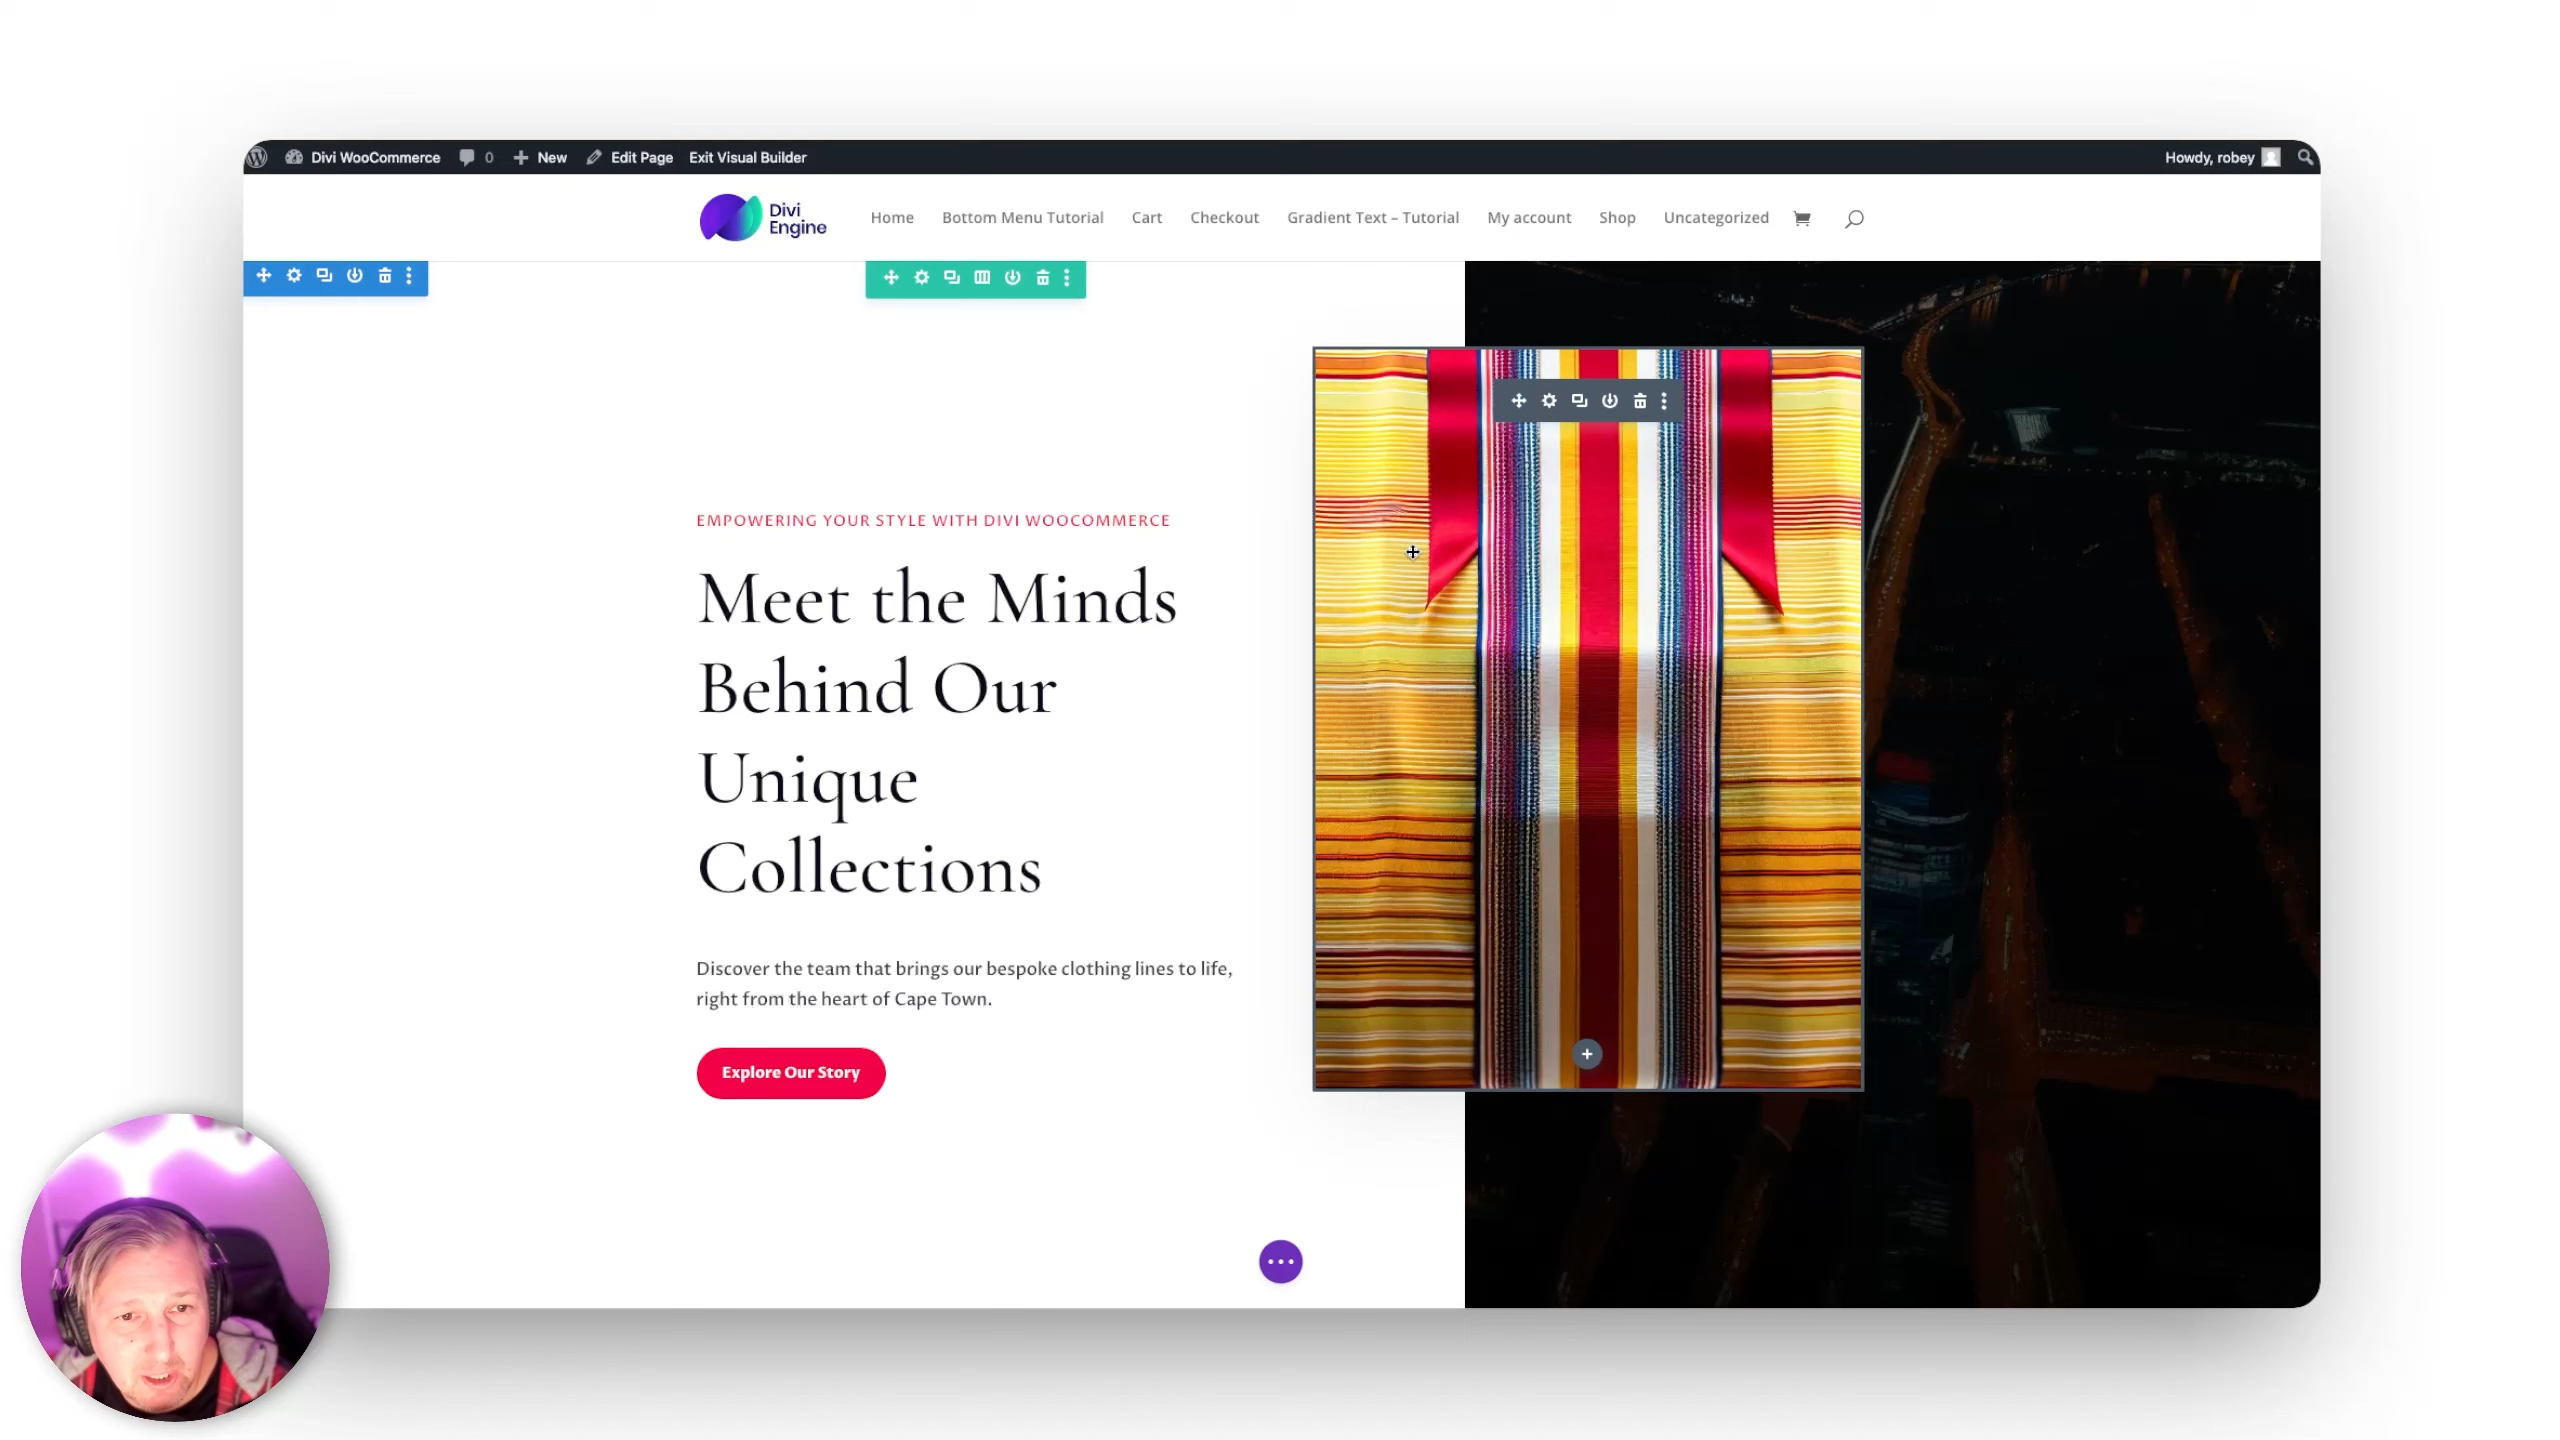 Divi WooCommerce 0 New Edit Page Exit Visual Builder Howdy, robey
Divi
Engine
Home Bottom Menu Tutorial Cart Checkout Gradient Text – Tutorial My account Shop Uncategorized
EMPOWERING YOUR STYLE WITH DIVI WOOCOMMERCE
Meet the Minds
Behind Our
Unique
Collections
Discover the team that brings our bespoke clothing lines to life,
right from the heart of Cape Town.
Explore Our Story